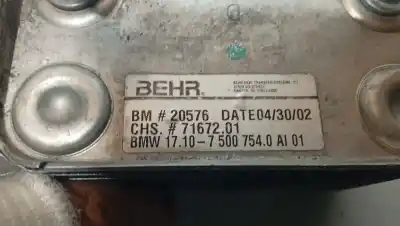 BEHR
BM # 20576 DATE04/30/02
CHS. # 71672.01
BMW 17.10-7 500 754.0 AI 01